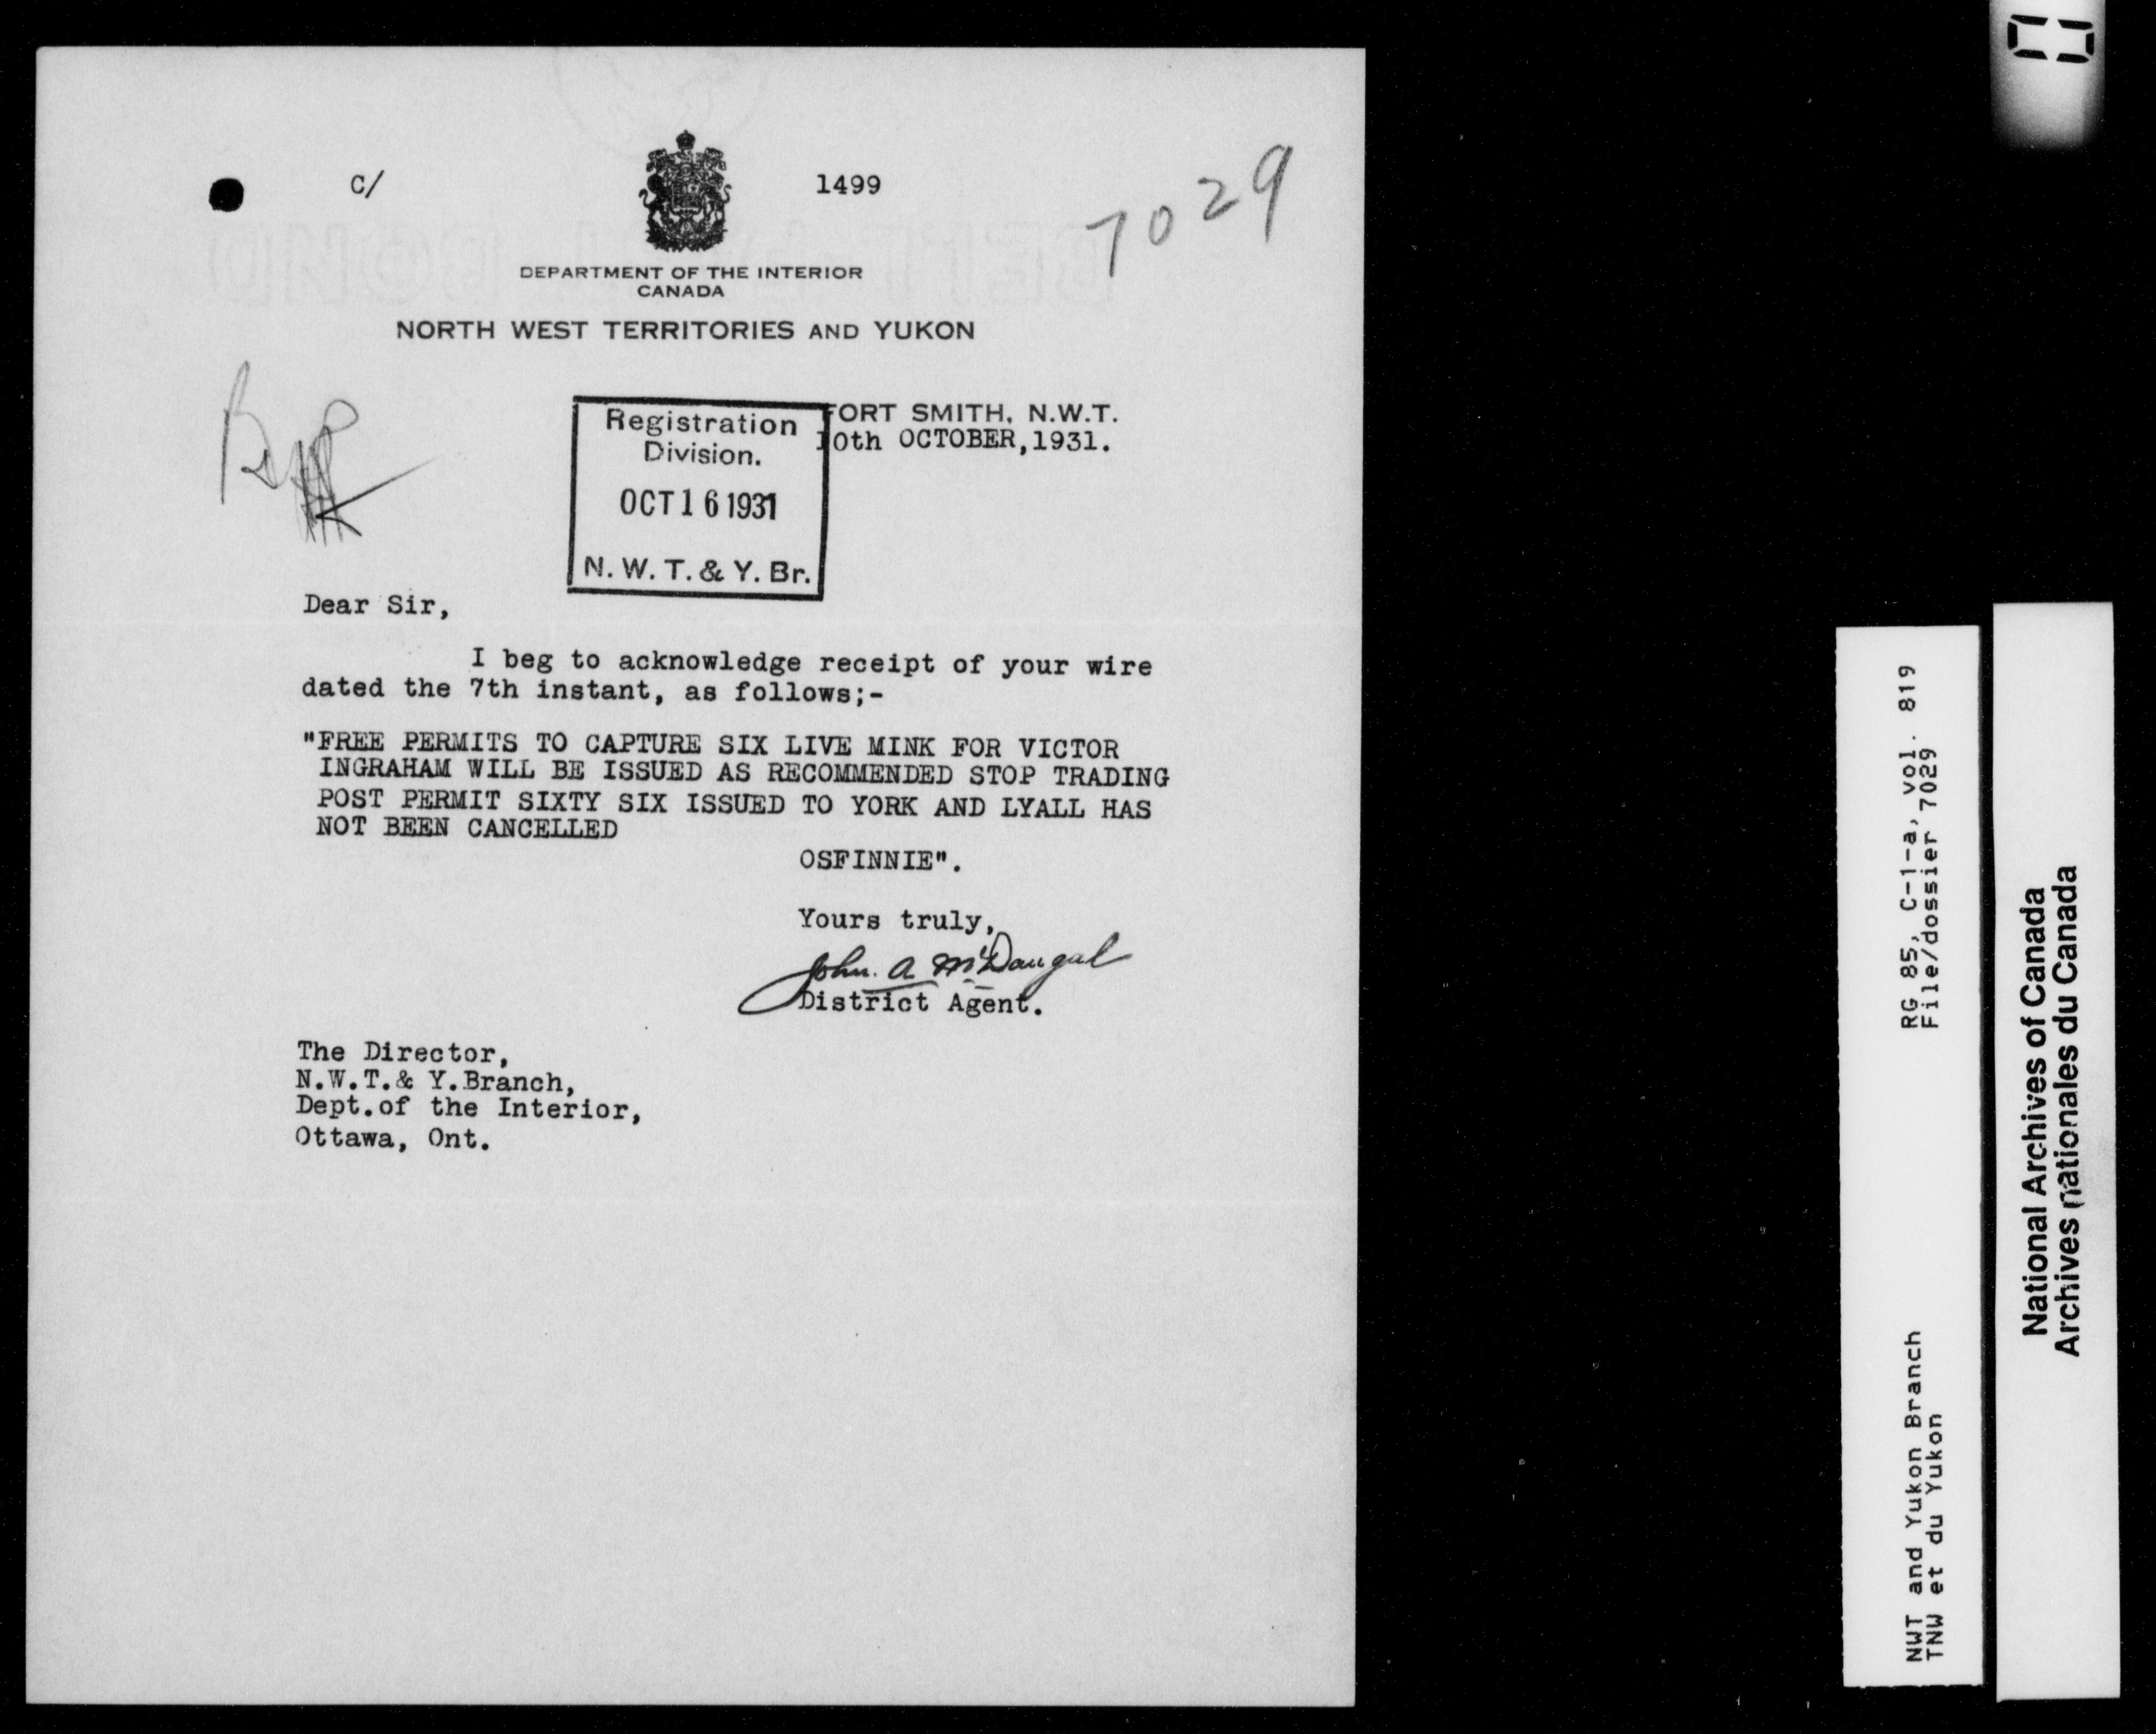 C/
1499
7029
DEPARTMENT OF THE INTERIOR
CANADA
NORTH WEST TERRITORIES AND YUKON
FORT SMITH, N.W.T.
10th OCTOBER, 1931.
Registration
Division.
OCT 16 1931
N. W. T. & Y. Br.
Dear Sir,
I beg to acknowledge receipt of your wire
dated the 7th instant, as follows;-
"FREE PERMITS TO CAPTURE SIX LIVE MINK FOR VICTOR
INGRAHAM WILL BE ISSUED AS RECOMMENDED STOP TRADING
POST PERMIT SIXTY SIX ISSUED TO YORK AND LYALL HAS
NOT BEEN CANCELLED
OSFINNIE".
Yours truly,
John. A McDougal
District Agent.
The Director,
N.W.T.& Y.Branch,
Dept.of the Interior,
Ottawa, Ont.
RG 85, C-1-a, vol. 819
File/dossier 7029
NWT and Yukon Branch
TNW et du Yukon
National Archives of Canada
Archives nationales du Canada